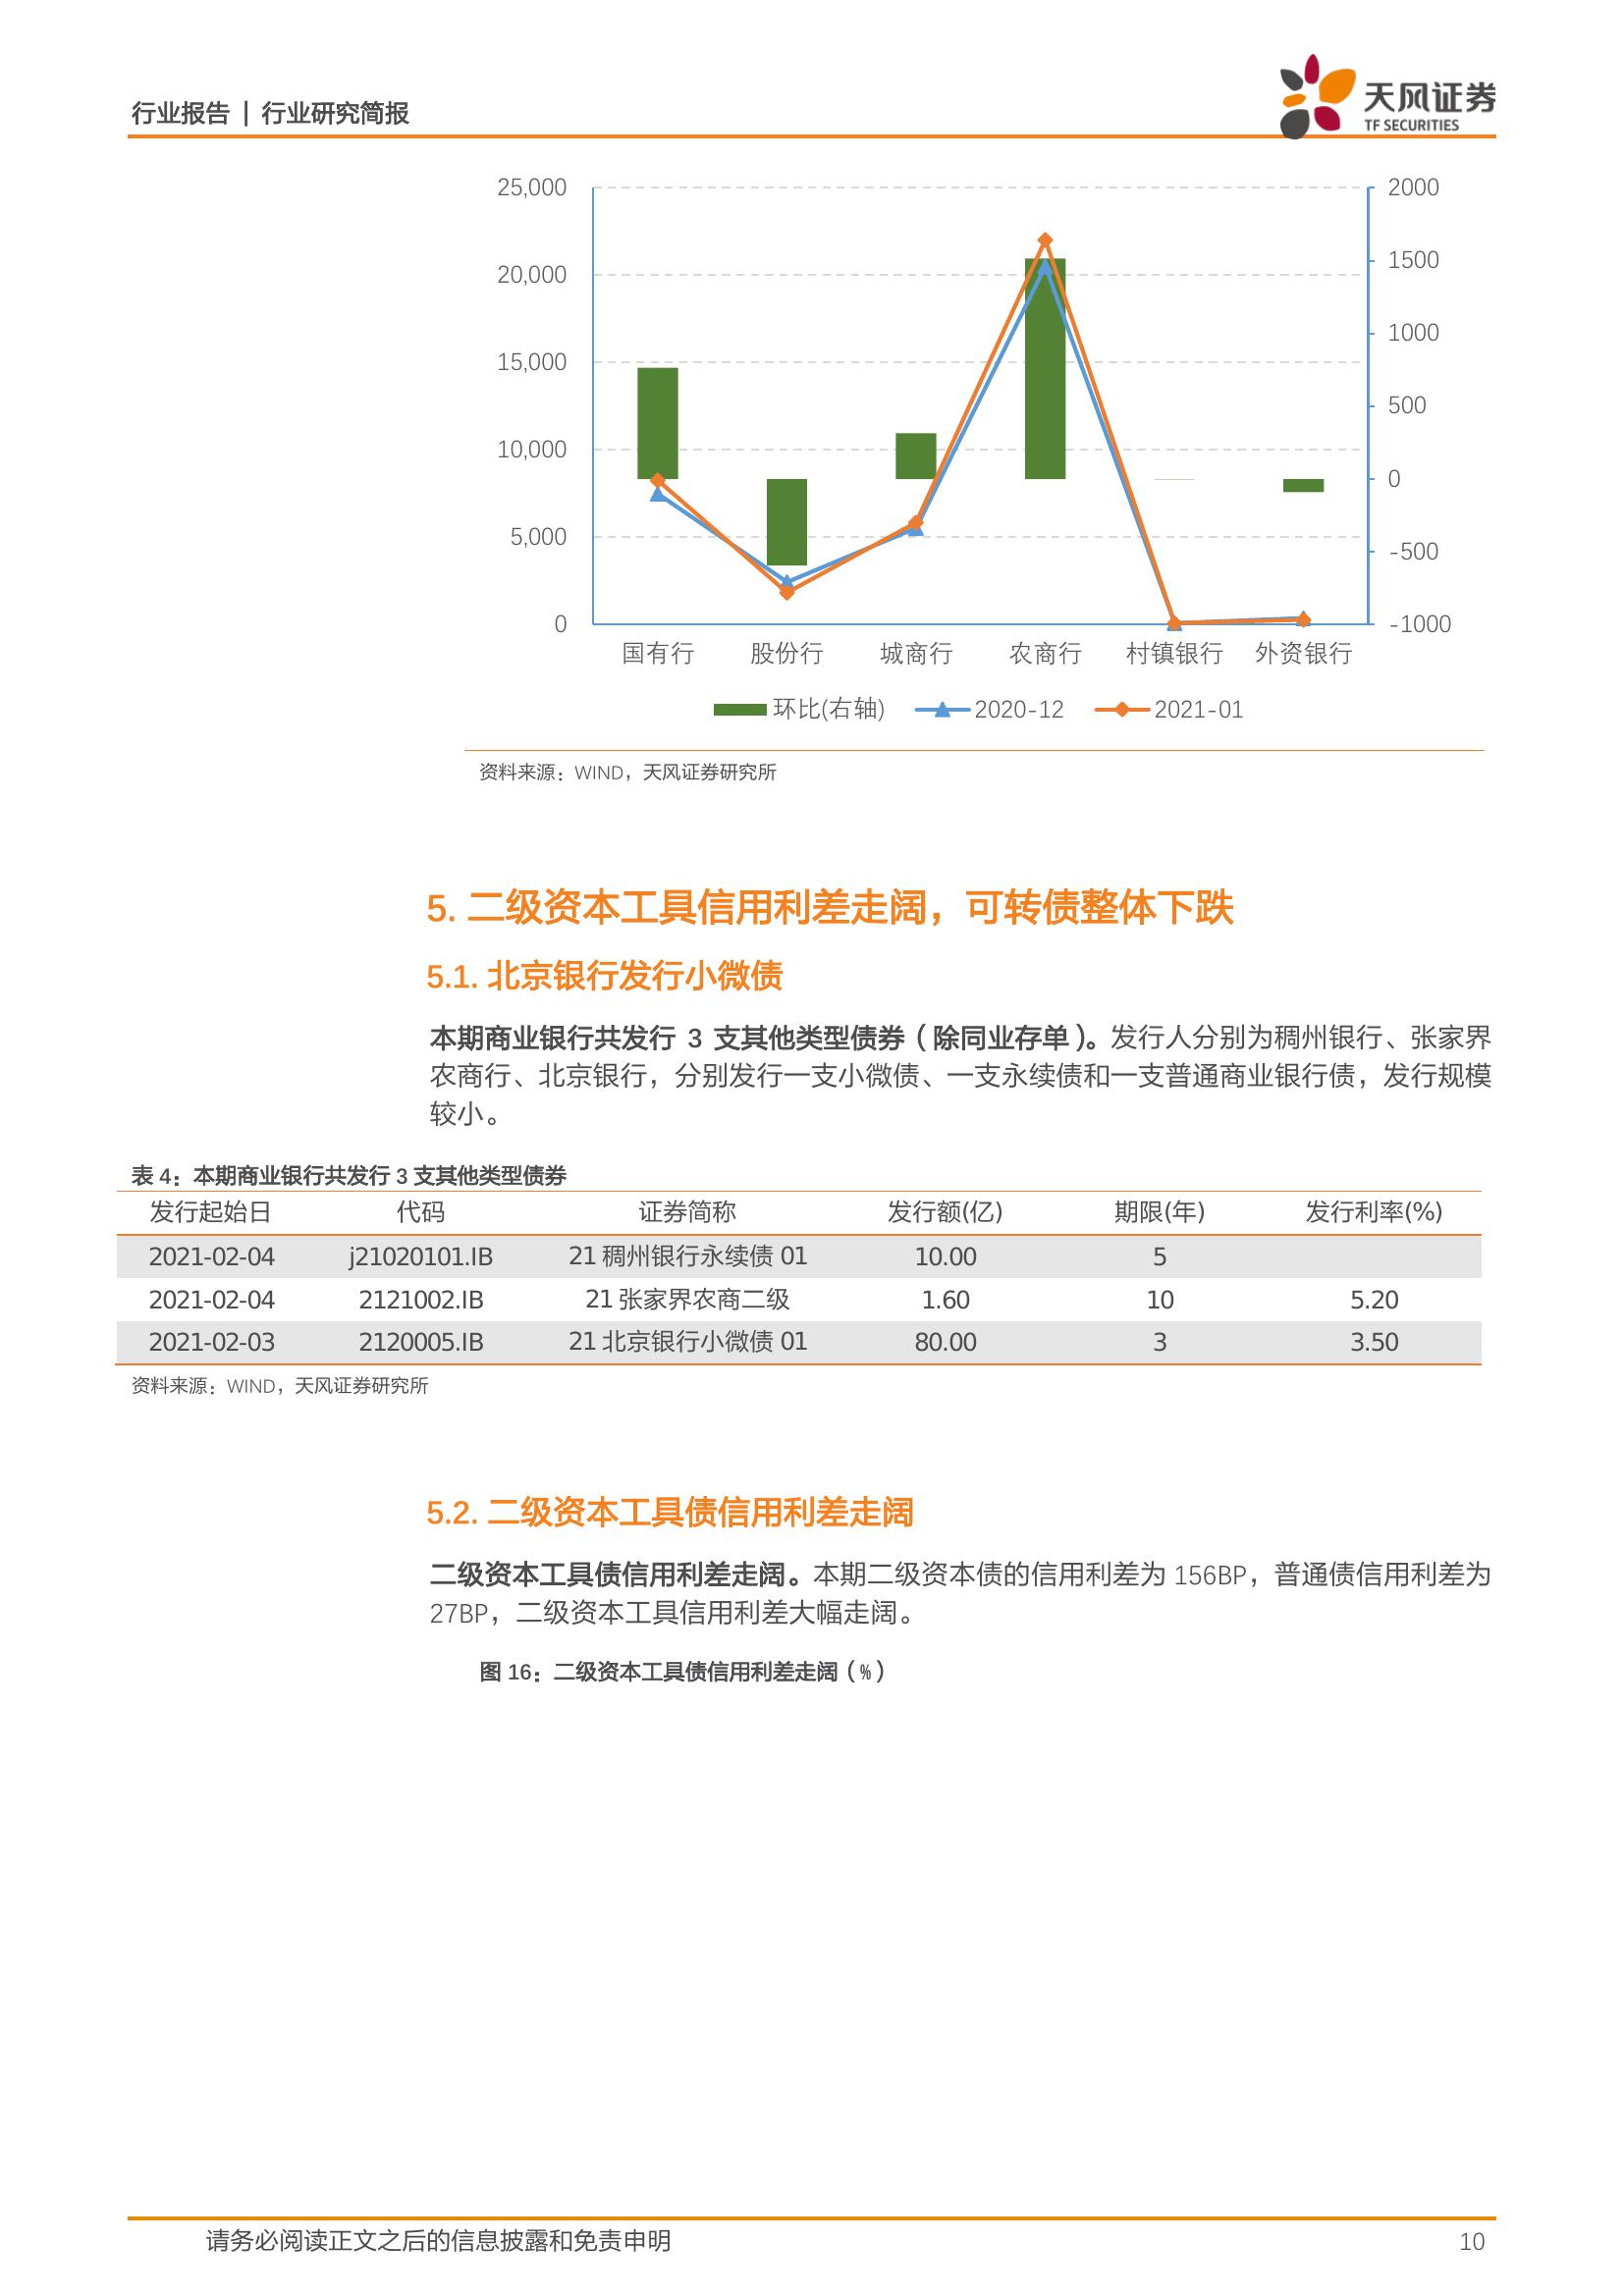 行业报告 | 行业研究简报
天风证券
TF SECURITIES
25,000
20,000
15,000
10,000
5,000
0
2000
1500
1000
500
0
-500
-1000
国有行 股份行 城商行 农商行 村镇银行 外资银行
环比(右轴) 2020-12 2021-01
资料来源：WIND，天风证券研究所
5. 二级资本工具信用利差走阔，可转债整体下跌
5.1. 北京银行发行小微债
本期商业银行共发行 3 支其他类型债券（除同业存单）。发行人分别为稠州银行、张家界
农商行、北京银行，分别发行一支小微债、一支永续债和一支普通商业银行债，发行规模
较小。
表 4：本期商业银行共发行 3 支其他类型债券
发行起始日 代码 证券简称 发行额(亿) 期限(年) 发行利率(%)
2021-02-04 j21020101.IB 21 稠州银行永续债 01 10.00 5
2021-02-04 2121002.IB 21 张家界农商二级 1.60 10 5.20
2021-02-03 2120005.IB 21 北京银行小微债 01 80.00 3 3.50
资料来源：WIND，天风证券研究所
5.2. 二级资本工具债信用利差走阔
二级资本工具债信用利差走阔。本期二级资本债的信用利差为 156BP，普通债信用利差为
27BP，二级资本工具信用利差大幅走阔。
图 16：二级资本工具债信用利差走阔（%）
请务必阅读正文之后的信息披露和免责申明
10